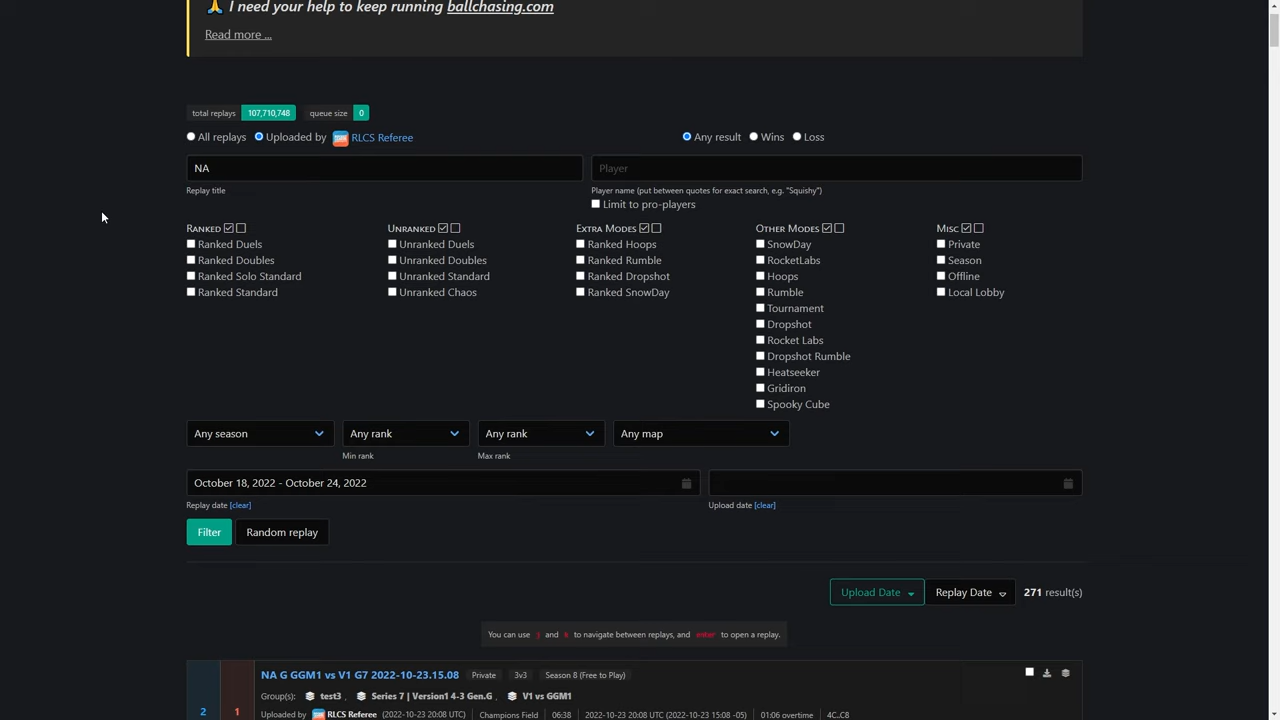 🙏 I need your help to keep running ballchasing.com
Read more ...
total replays 107,710,748 queue size 0
All replays Uploaded by RLCS Referee Any result Wins Loss
NA Player
Replay title Player name (put between quotes for exact search, e.g. "Squishy")
Limit to pro-players
RANKED UNRANKED EXTRA MODES OTHER MODES MISC
Ranked Duels Unranked Duels Ranked Hoops SnowDay Private
Ranked Doubles Unranked Doubles Ranked Rumble RocketLabs Season
Ranked Solo Standard Unranked Standard Ranked Dropshot Hoops Offline
Ranked Standard Unranked Chaos Ranked SnowDay Rumble Local Lobby
Tournament
Dropshot
Rocket Labs
Dropshot Rumble
Heatseeker
Gridiron
Spooky Cube
Any season Any rank Any rank Any map
Min rank Max rank
October 18, 2022 - October 24, 2022
Replay date [clear] Upload date [clear]
Filter Random replay
Upload Date Replay Date 271 result(s)
You can use j and k to navigate between replays, and enter to open a replay.
2 1 NA G GGM1 vs V1 G7 2022-10-23.15.08 Private 3v3 Season 8 (Free to Play)
Group(s): test3 , Series 7 | Version1 4-3 Gen.G , V1 vs GGM1
Uploaded by RLCS Referee (2022-10-23 20:08 UTC) Champions Field 06:38 2022-10-23 20:08 UTC (2022-10-23 15:08 -05) 01:06 overtime 4C..C8